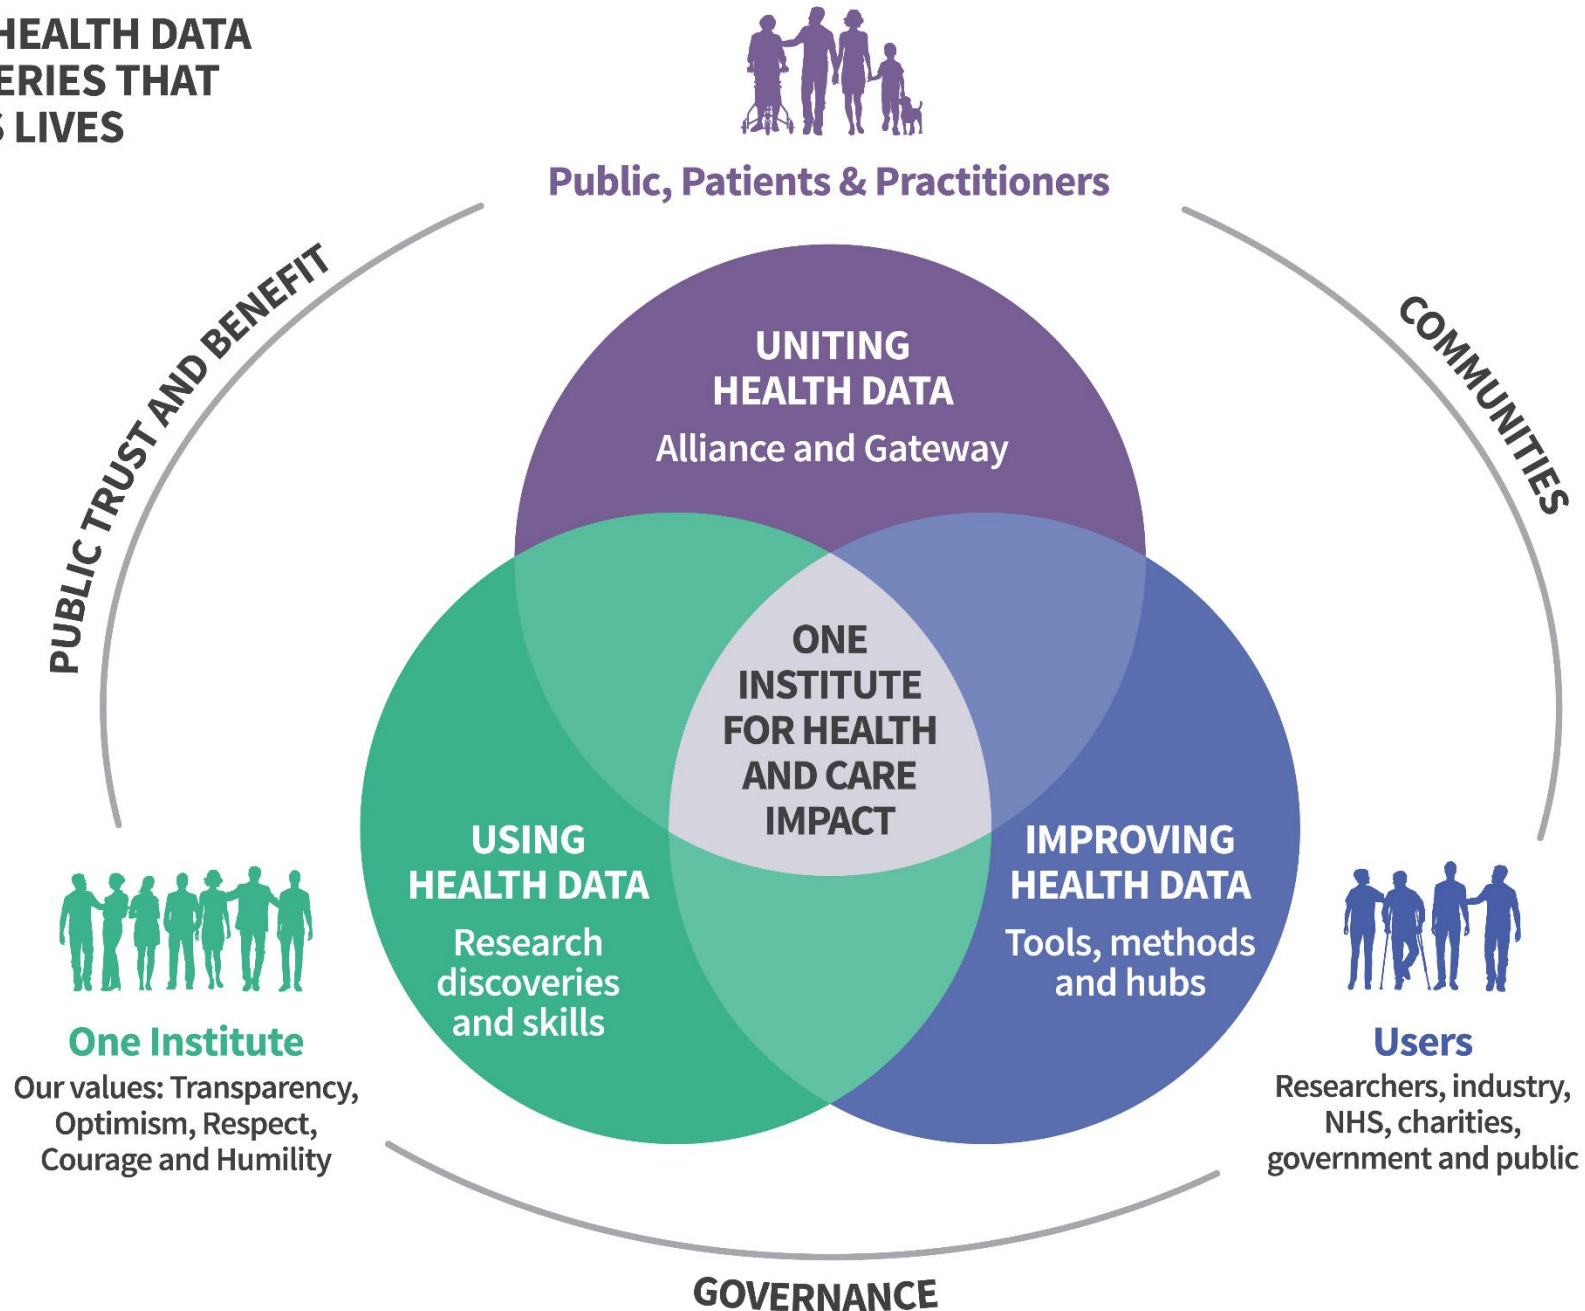 HEALTH DATA
ERIES THAT
LIVES
Public, Patients & Practitioners
PUBLIC TRUST AND BENEFIT
COMMUNITIES
UNITING
HEALTH DATA
Alliance and Gateway
ONE
INSTITUTE
FOR HEALTH
AND CARE
IMPACT
USING
HEALTH DATA
Research
discoveries
and skills
IMPROVING
HEALTH DATA
Tools, methods
and hubs
One Institute
Our values: Transparency,
Optimism, Respect,
Courage and Humility
Users
Researchers, industry,
NHS, charities,
government and public
GOVERNANCE